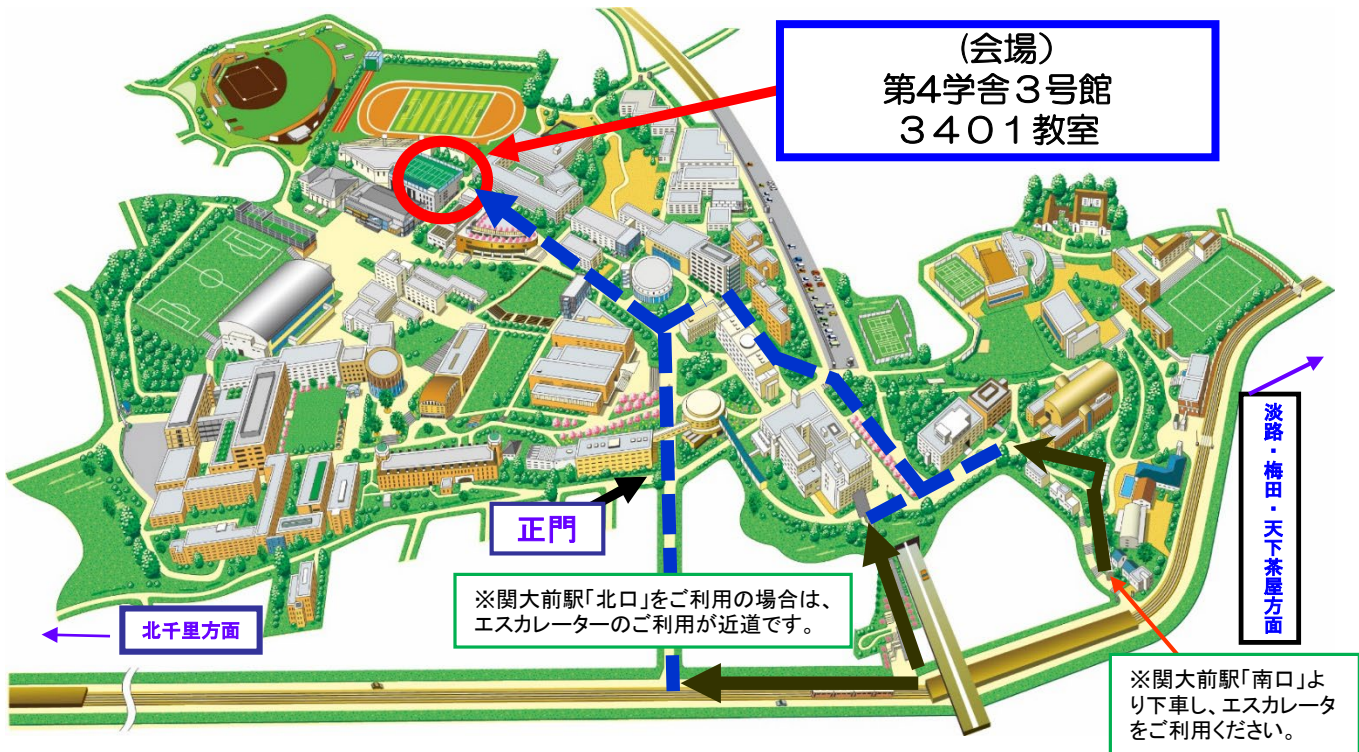 (会場）
第4学舎３号館
３４０１教室
淡路・梅田・天下茶屋方面
正門
※関大前駅「北口」をご利用の場合は、
エスカレーターのご利用が近道です。
北千里方面
※関大前駅「南口」よ
り下車し、エスカレータ
をご利用ください。